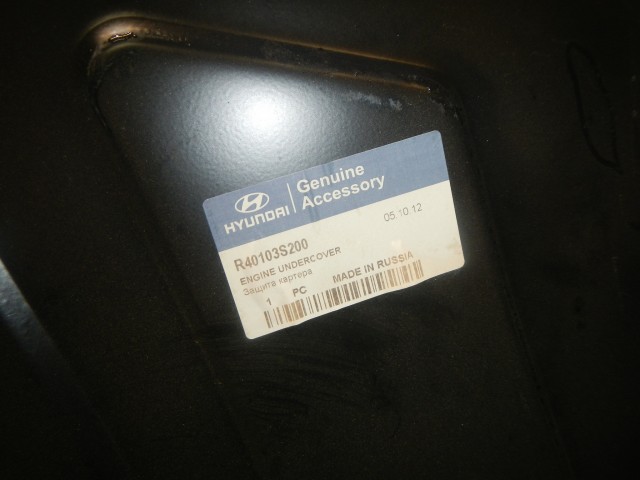 HYUNDAI
Genuine
Accessory
05.10.12
R40103S200
ENGINE UNDERCOVER
Защита картера
1 PC MADE IN RUSSIA